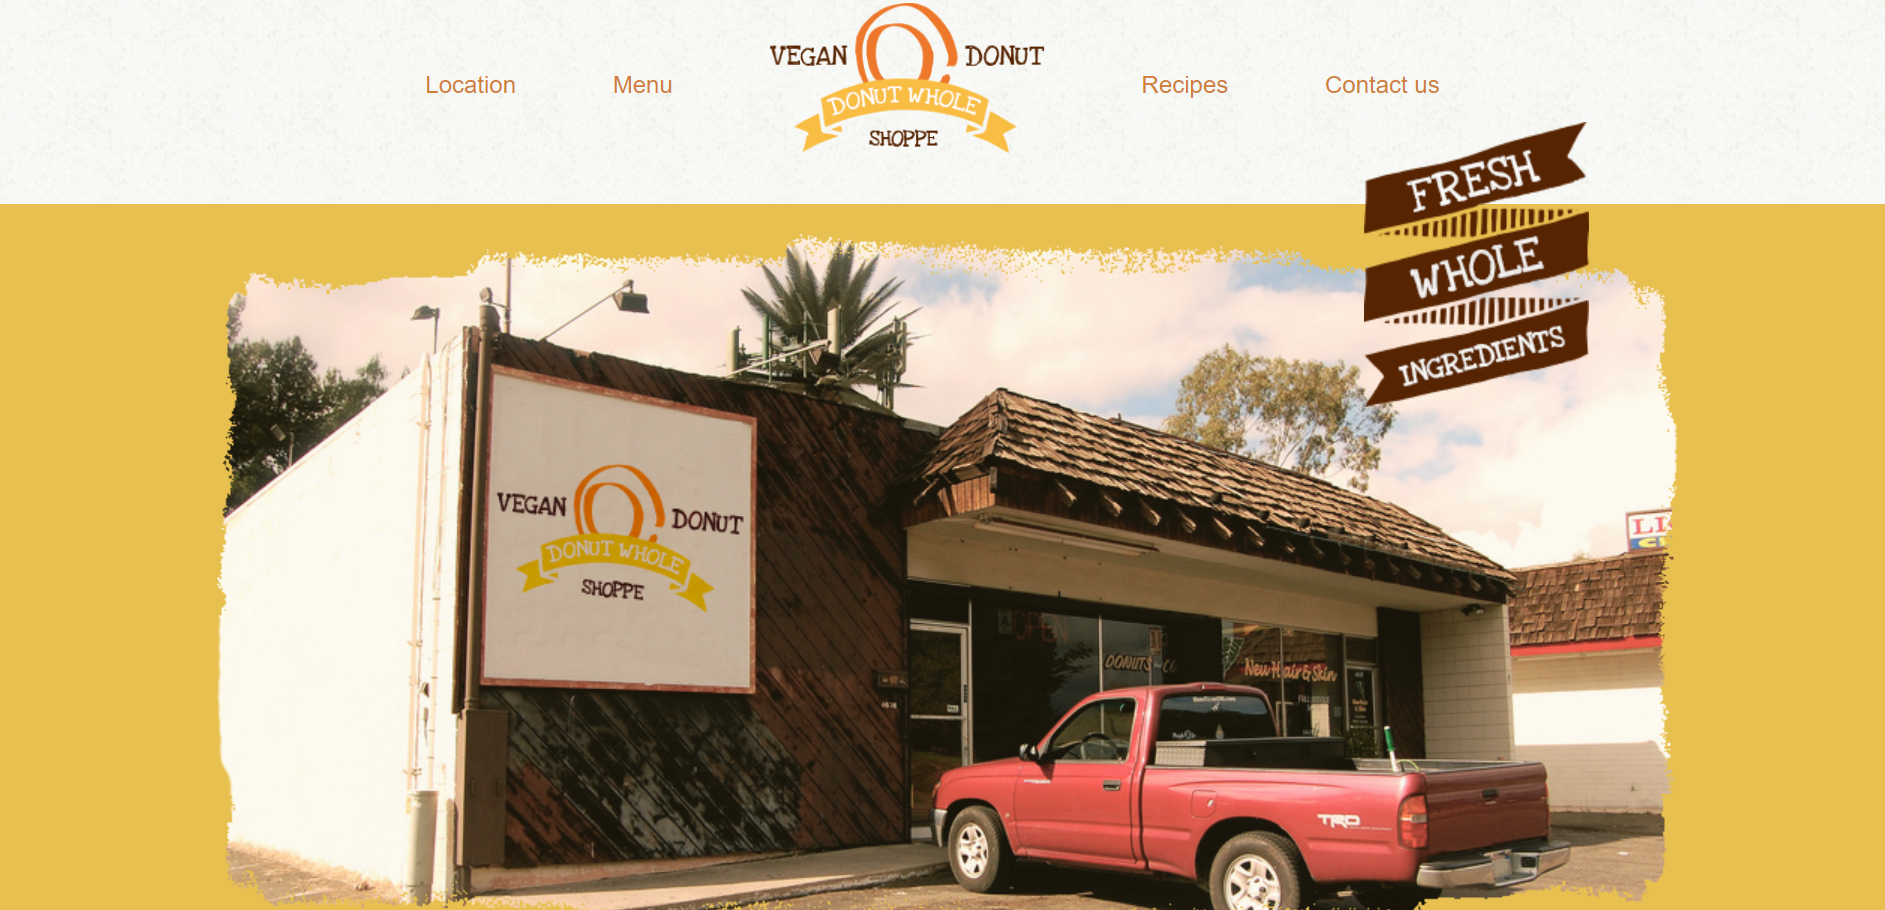 Location
Menu
VEGAN DONUT
DONUT WHOLE
SHOPPE
Recipes
Contact us
FRESH
WHOLE
INGREDIENTS
VEGAN DONUT
DONUT WHOLE
SHOPPE
OPEN
DONUTS
New Hair & Skin
TRD